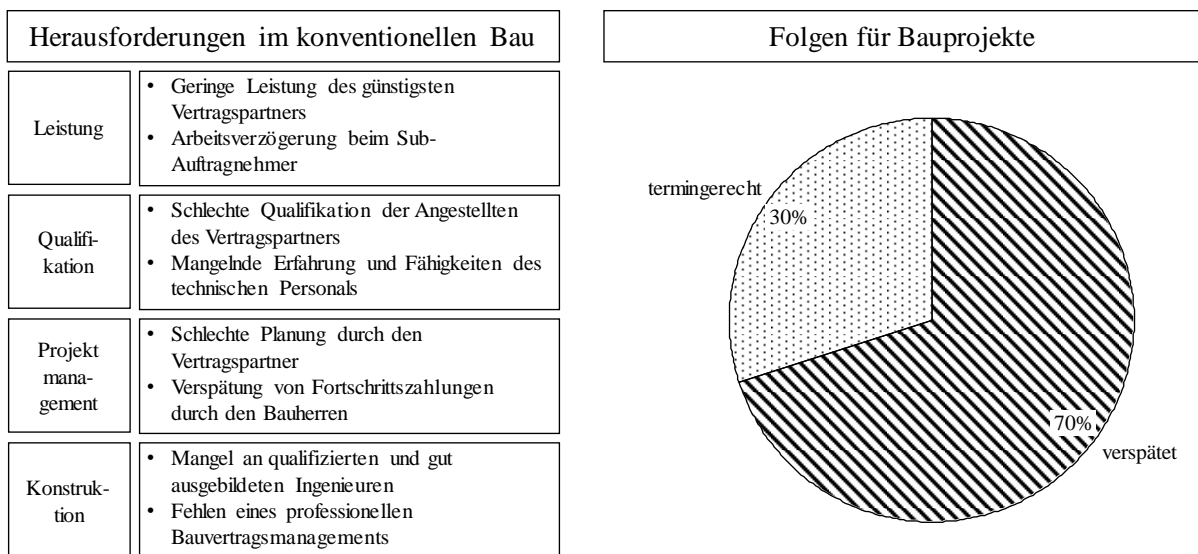 Herausforderungen im konventionellen Bau
Leistung
• Geringe Leistung des günstigsten
Vertragspartners
• Arbeitsverzögerung beim Sub-
Auftragnehmer
Qualifi-
kation
• Schlechte Qualifikation der Angestellten
des Vertragspartners
• Mangelnde Erfahrung und Fähigkeiten des
technischen Personals
Projekt
mana-
gement
• Schlechte Planung durch den
Vertragspartner
• Verspätung von Fortschrittszahlungen
durch den Bauherren
Konstruk-
tion
• Mangel an qualifizierten und gut
ausgebildeten Ingenieuren
• Fehlen eines professionellen
Bauvertragsmanagements
Folgen für Bauprojekte
termingerecht
30%
70%
verspätet